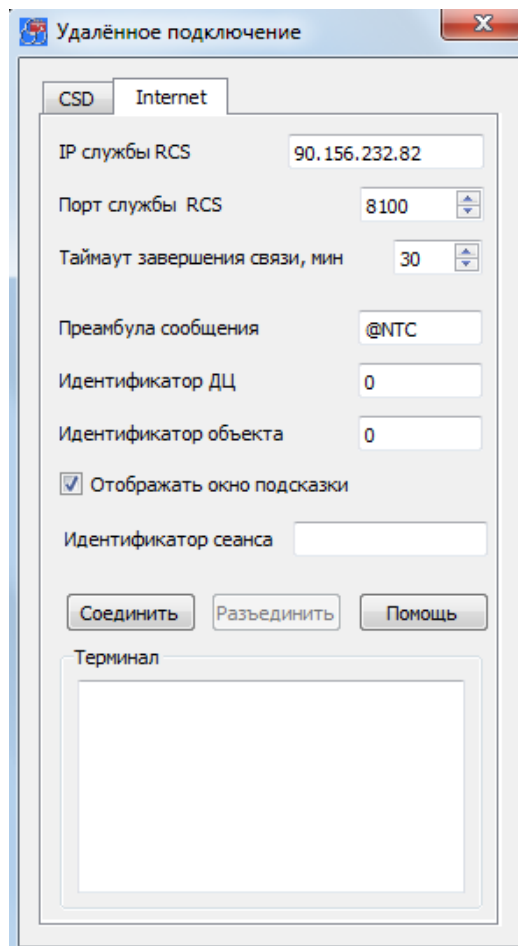 Удалённое подключение
CSD Internet
IP службы RCS 90.156.232.82
Порт службы RCS 8100
Таймаут завершения связи, мин 30
Преамбула сообщения @NTC
Идентификатор ДЦ 0
Идентификатор объекта 0
Отображать окно подсказки
Идентификатор сеанса
Соединить Разъединить Помощь
Терминал